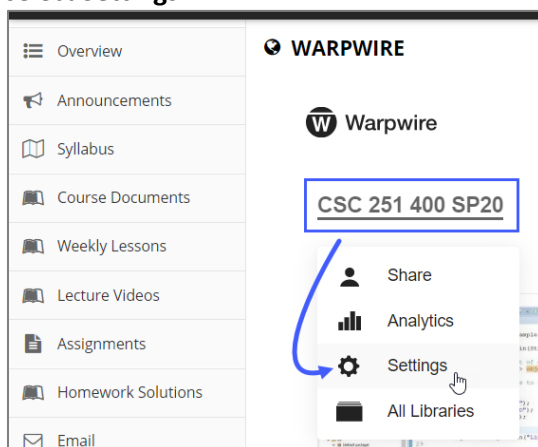 Overview
Announcements
Syllabus
Course Documents
Weekly Lessons
Lecture Videos
Assignments
Homework Solutions
Email
WARPWIRE
W Warpwire
CSC 251 400 SP20
Share
Analytics
Settings
All Libraries